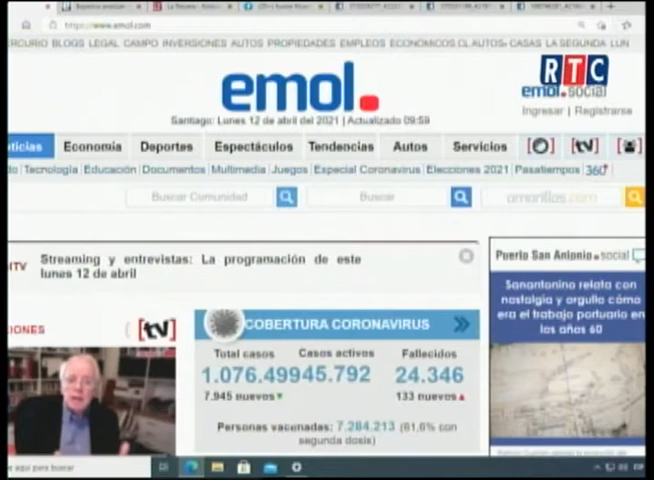 https://www.emol.com
ERCURIO BLOGS LEGAL CAMPO INVERSIONES AUTOS PROPIEDADES EMPLEOS ECONÓMICOS.CL AUTOS CASAS LA SEGUNDA LUN
emol.
RTC
emol.social
Santiago: Lunes 12 de abril del 2021 | Actualizado 09:59
Ingresar | Registrarse
oticias Economía Deportes Espectáculos Tendencias Autos Servicios [tv]
Tecnología Educación Documentos Multimedia Juegos Especial Coronavirus Elecciones 2021 Pasatiempos 360°
Buscar Comunidad Buscar amarillas.com
Streaming y entrevistas: La programación de este
lunes 12 de abril
Puerto San Antonio.social
Sanantonino relata con
nostalgia y orgullo cómo
era el trabajo portuario en
los años 60
IONES [tv]
COBERTURA CORONAVIRUS
Total casos Casos activos Fallecidos
1.076.499 45.792 24.346
7.945 nuevos 133 nuevos
Personas vacunadas: 7.284.213 (61,6% con
segunda dosis)
e aquí para buscar